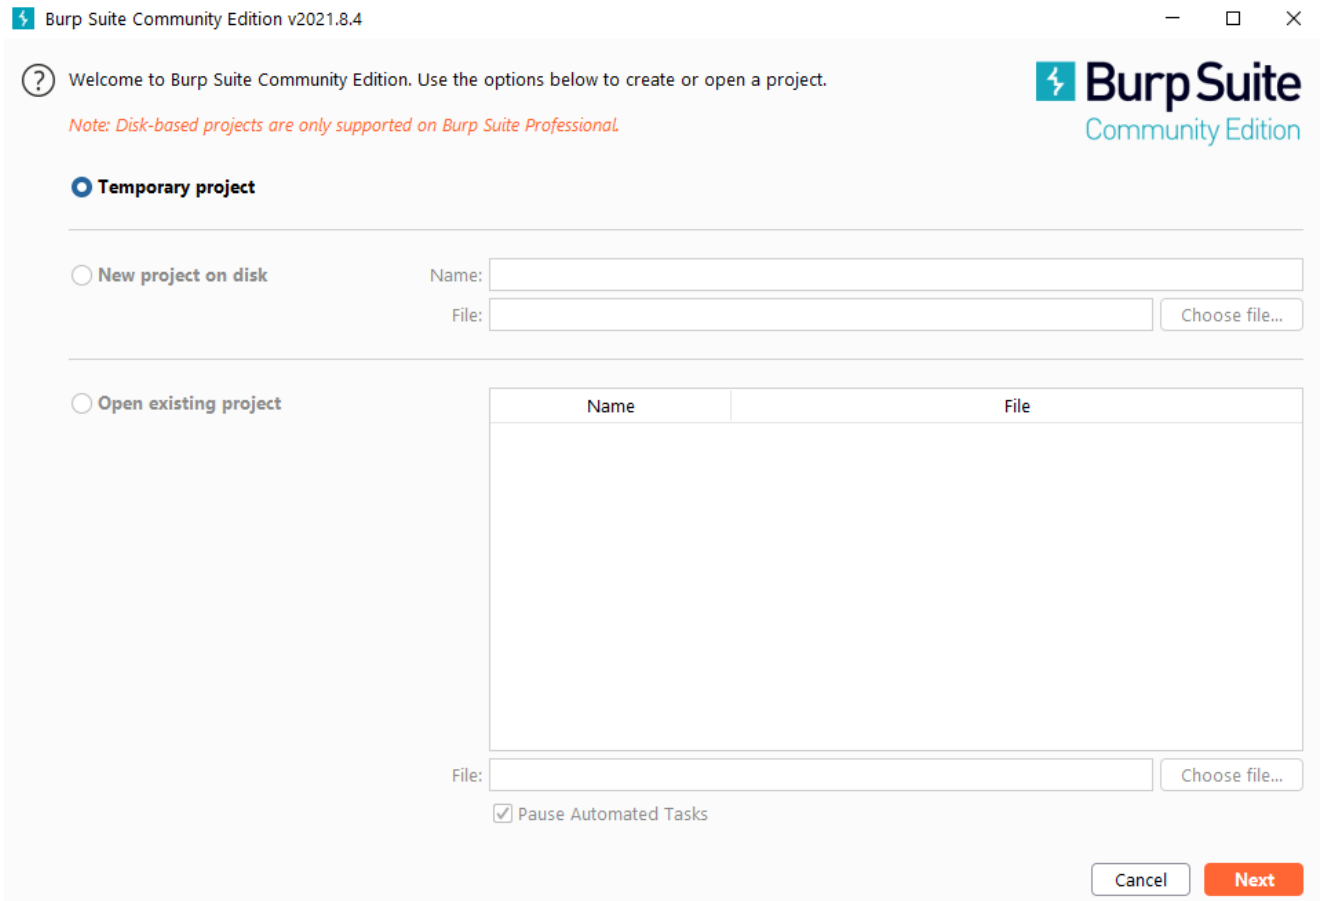 Burp Suite Community Edition v2021.8.4
Welcome to Burp Suite Community Edition. Use the options below to create or open a project.
Note: Disk-based projects are only supported on Burp Suite Professional.
Burp Suite
Community Edition
Temporary project
New project on disk
Name:
File:
Choose file...
Open existing project
Name File
File:
Choose file...
Pause Automated Tasks
Cancel
Next